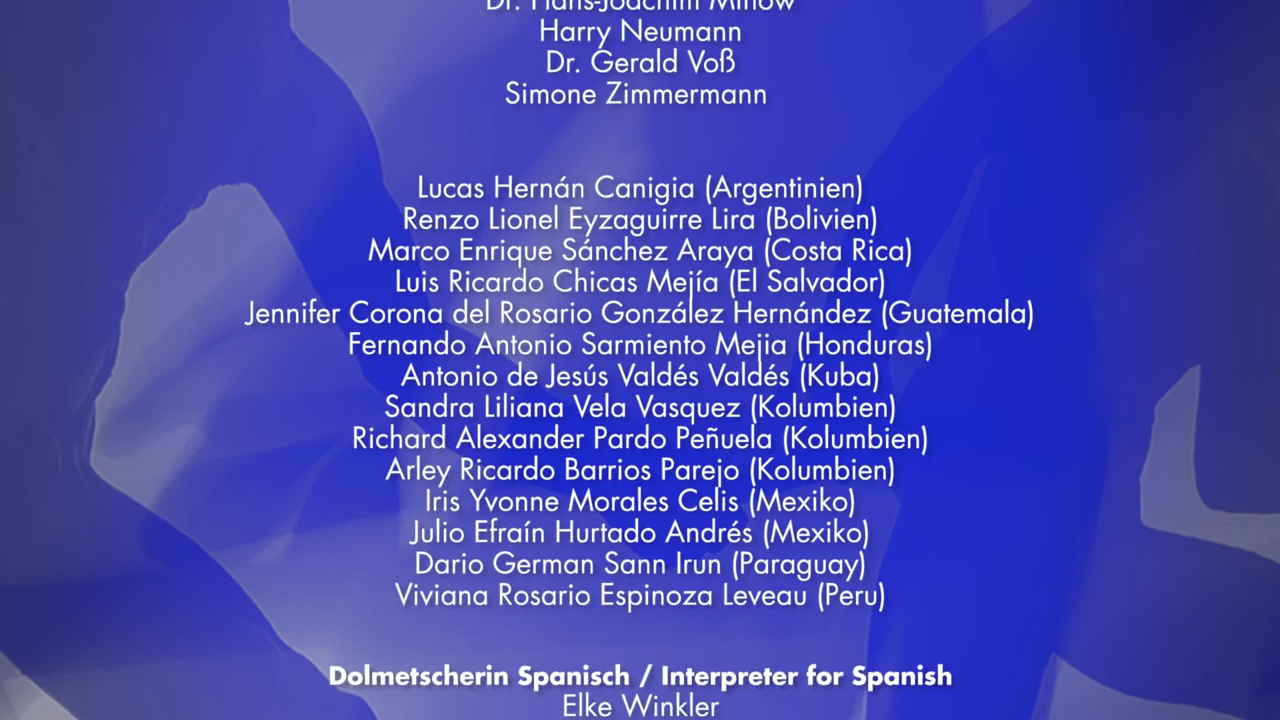 Dr. Hans-Joachim
Harry Neumann
Dr. Gerald Voß
Simone Zimmermann
Lucas Hernán Canigia (Argentinien)
Renzo Lionel Eyzaguirre Lira (Bolivien)
Marco Enrique Sánchez Araya (Costa Rica)
Luis Ricardo Chicas Mejía (El Salvador)
Jennifer Corona del Rosario González Hernández (Guatemala)
Fernando Antonio Sarmiento Mejia (Honduras)
Antonio de Jesús Valdés Valdés (Kuba)
Sandra Liliana Vela Vasquez (Kolumbien)
Richard Alexander Pardo Peñuela (Kolumbien)
Arley Ricardo Barrios Parejo (Kolumbien)
Iris Yvonne Morales Celis (Mexiko)
Julio Efraín Hurtado Andrés (Mexiko)
Dario German Sann Irun (Paraguay)
Viviana Rosario Espinoza Leveau (Peru)
Dolmetscherin Spanisch / Interpreter for Spanish
Elke Winkler